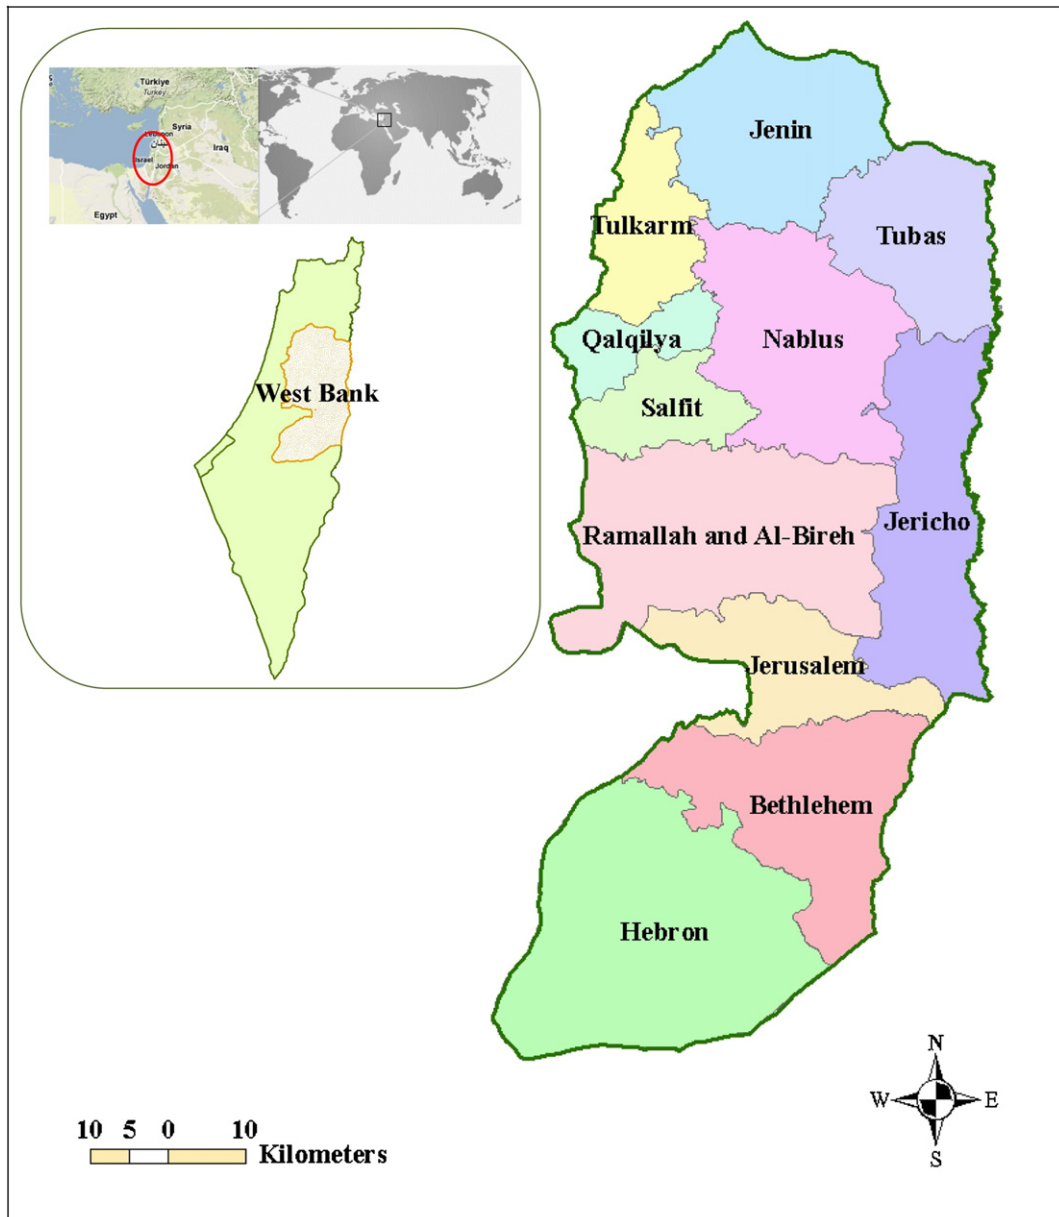 Türkiye
Turkey
Syria
Lebanon
لبنان
Iraq
Israel
Jordan
Egypt
West Bank
Jenin
Tulkarm
Tubas
Qalqilya
Nablus
Salfit
Jericho
Ramallah and Al-Bireh
Jerusalem
Bethlehem
Hebron
N
W E
S
10 5 0 10
Kilometers